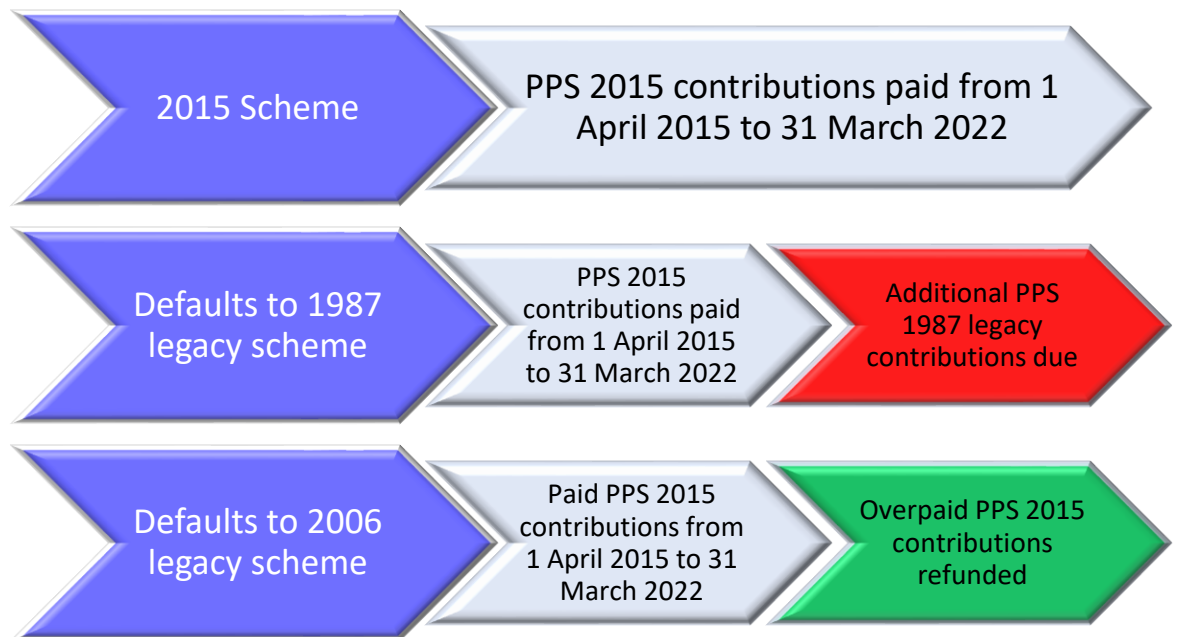 2015 Scheme
PPS 2015 contributions paid from 1
April 2015 to 31 March 2022
Defaults to 1987
legacy scheme
PPS 2015
contributions paid
from 1 April 2015
to 31 March 2022
Additional PPS
1987 legacy
contributions due
Defaults to 2006
legacy scheme
Paid PPS 2015
contributions from
1 April 2015 to 31
March 2022
Overpaid PPS 2015
contributions
refunded